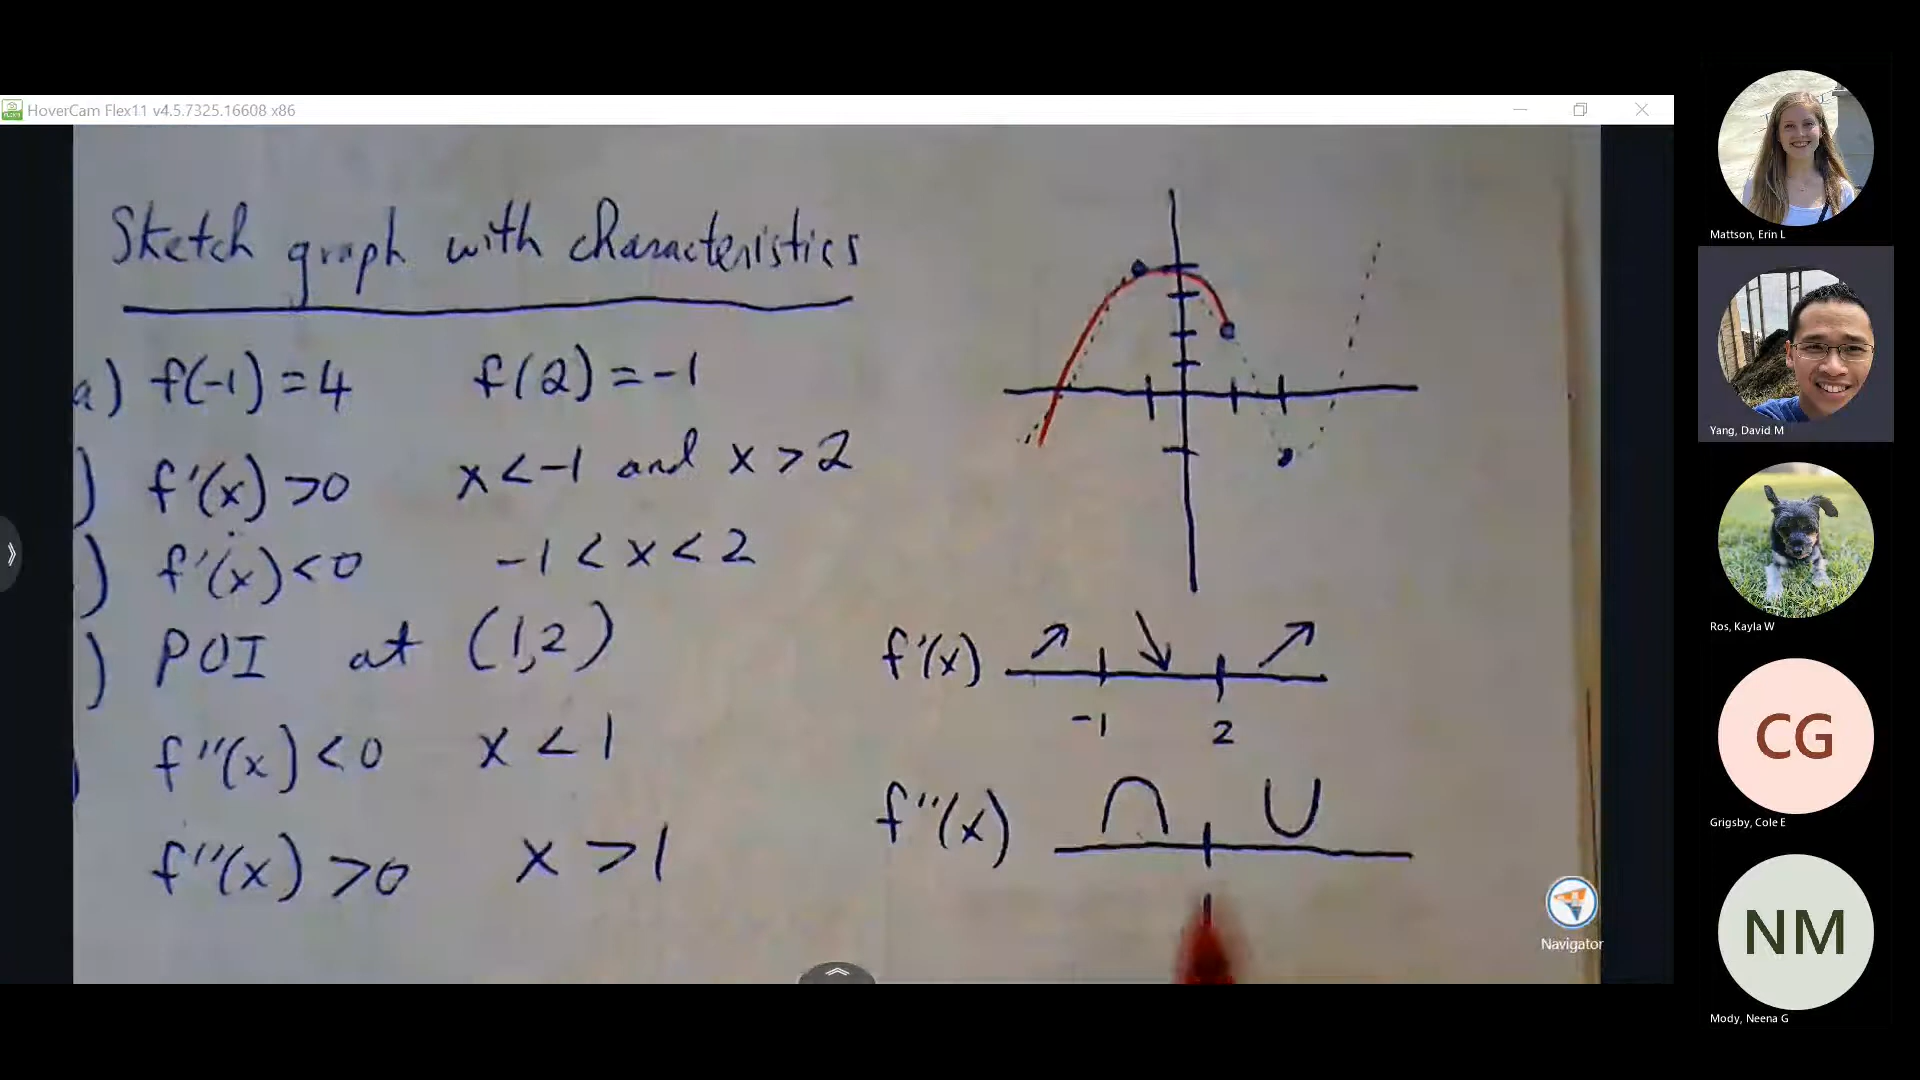 HoverCam Flex11 v4.5.7325.16608 x86
Sketch graph with characteristics
a) f(-1) = 4 f(2) = -1
) f'(x) > 0 x < -1 and x > 2
) f'(x) < 0 -1 < x < 2
) POI at (1,2)
) f''(x) < 0 x < 1
f''(x) > 0 x > 1
f'(x)
-1 2
f''(x)
1
Navigator
Mattson, Erin L
Yang, David M
Ros, Kayla W
CG
Grigsby, Cole E
NM
Mody, Neena G